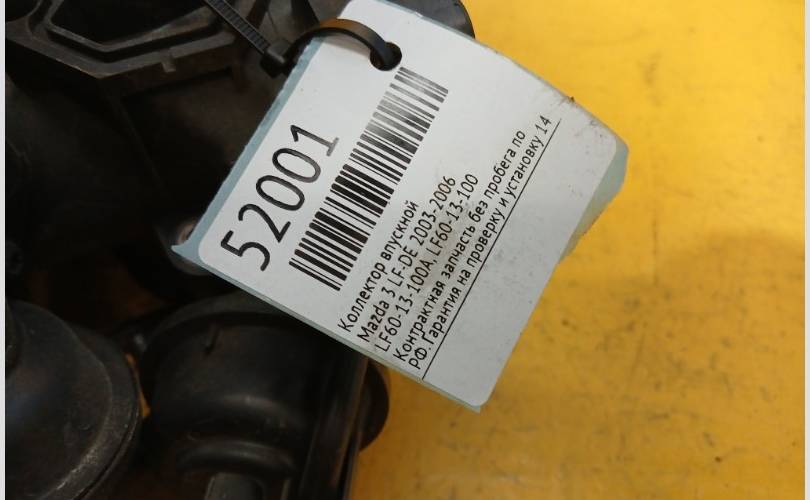 52001
Коллектор впускной
Mazda 3 LF-DE 2003-2006
LF60-13-100A, LF60-13-100
Контрактная запчасть без пробега по
РФ. Гарантия на проверку и установку 14